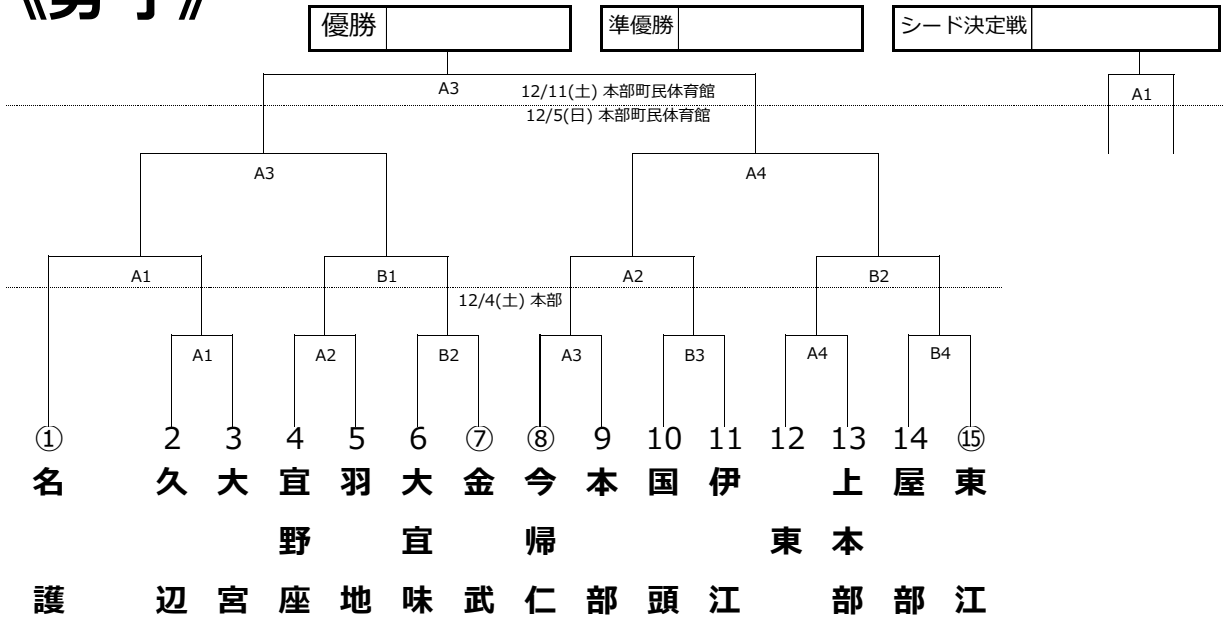 《男子》
優勝
準優勝
シード決定戦
A3
12/11(土) 本部町民体育館
A1
12/5(日) 本部町民体育館
A3
A4
A1
B1
A2
B2
12/4(土) 本部
A1
A2
B2
A3
B3
A4
B4
① 2 3 4 5 6 ⑦ ⑧ 9 10 11 12 13 14 ⑮
名護
久辺
大宮
宜野座
羽地
大宜味
金武
今帰仁
本部
国頭
伊江
東
上本部
屋部
東江